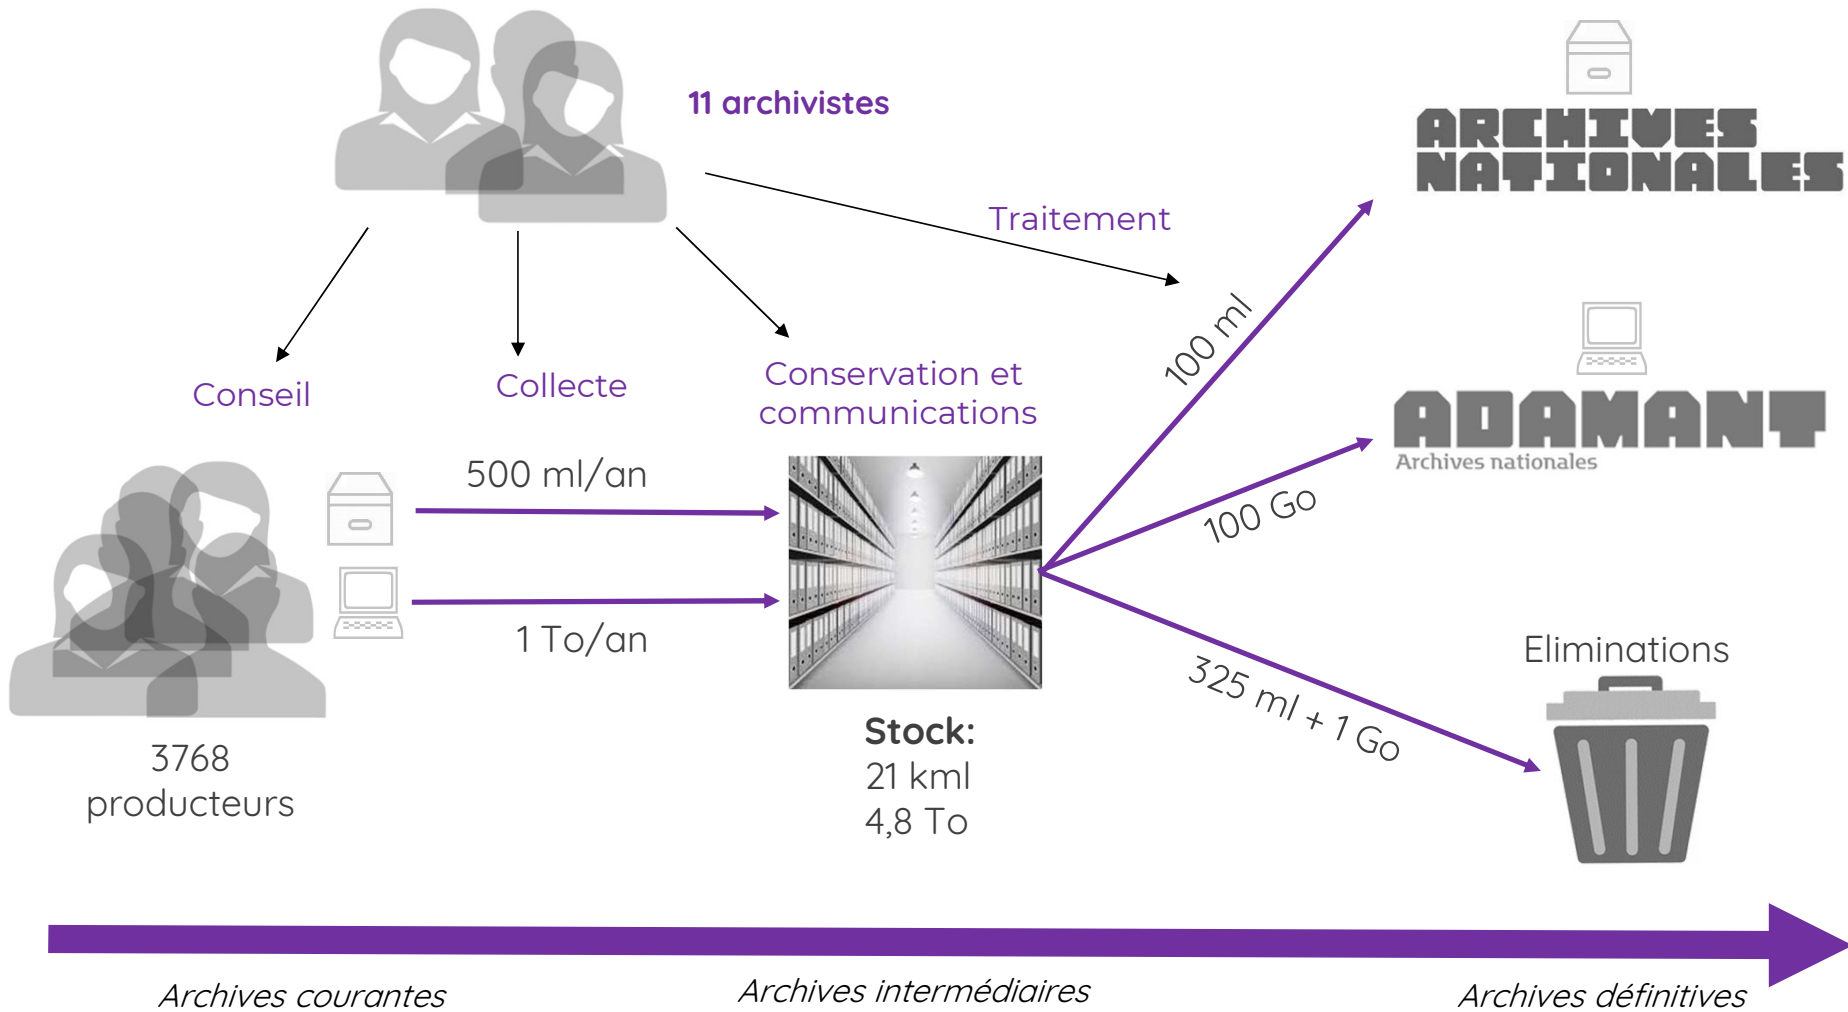 11 archivistes
ARCHIVES
NATIONALES
Traitement
100 ml
Conseil
Collecte
Conservation et
communications
ADAMANT
Archives nationales
500 ml/an
100 Go
1 To/an
325 ml + 1 Go
Eliminations
3768
producteurs
Stock:
21 kml
4,8 To
Archives courantes
Archives intermédiaires
Archives définitives